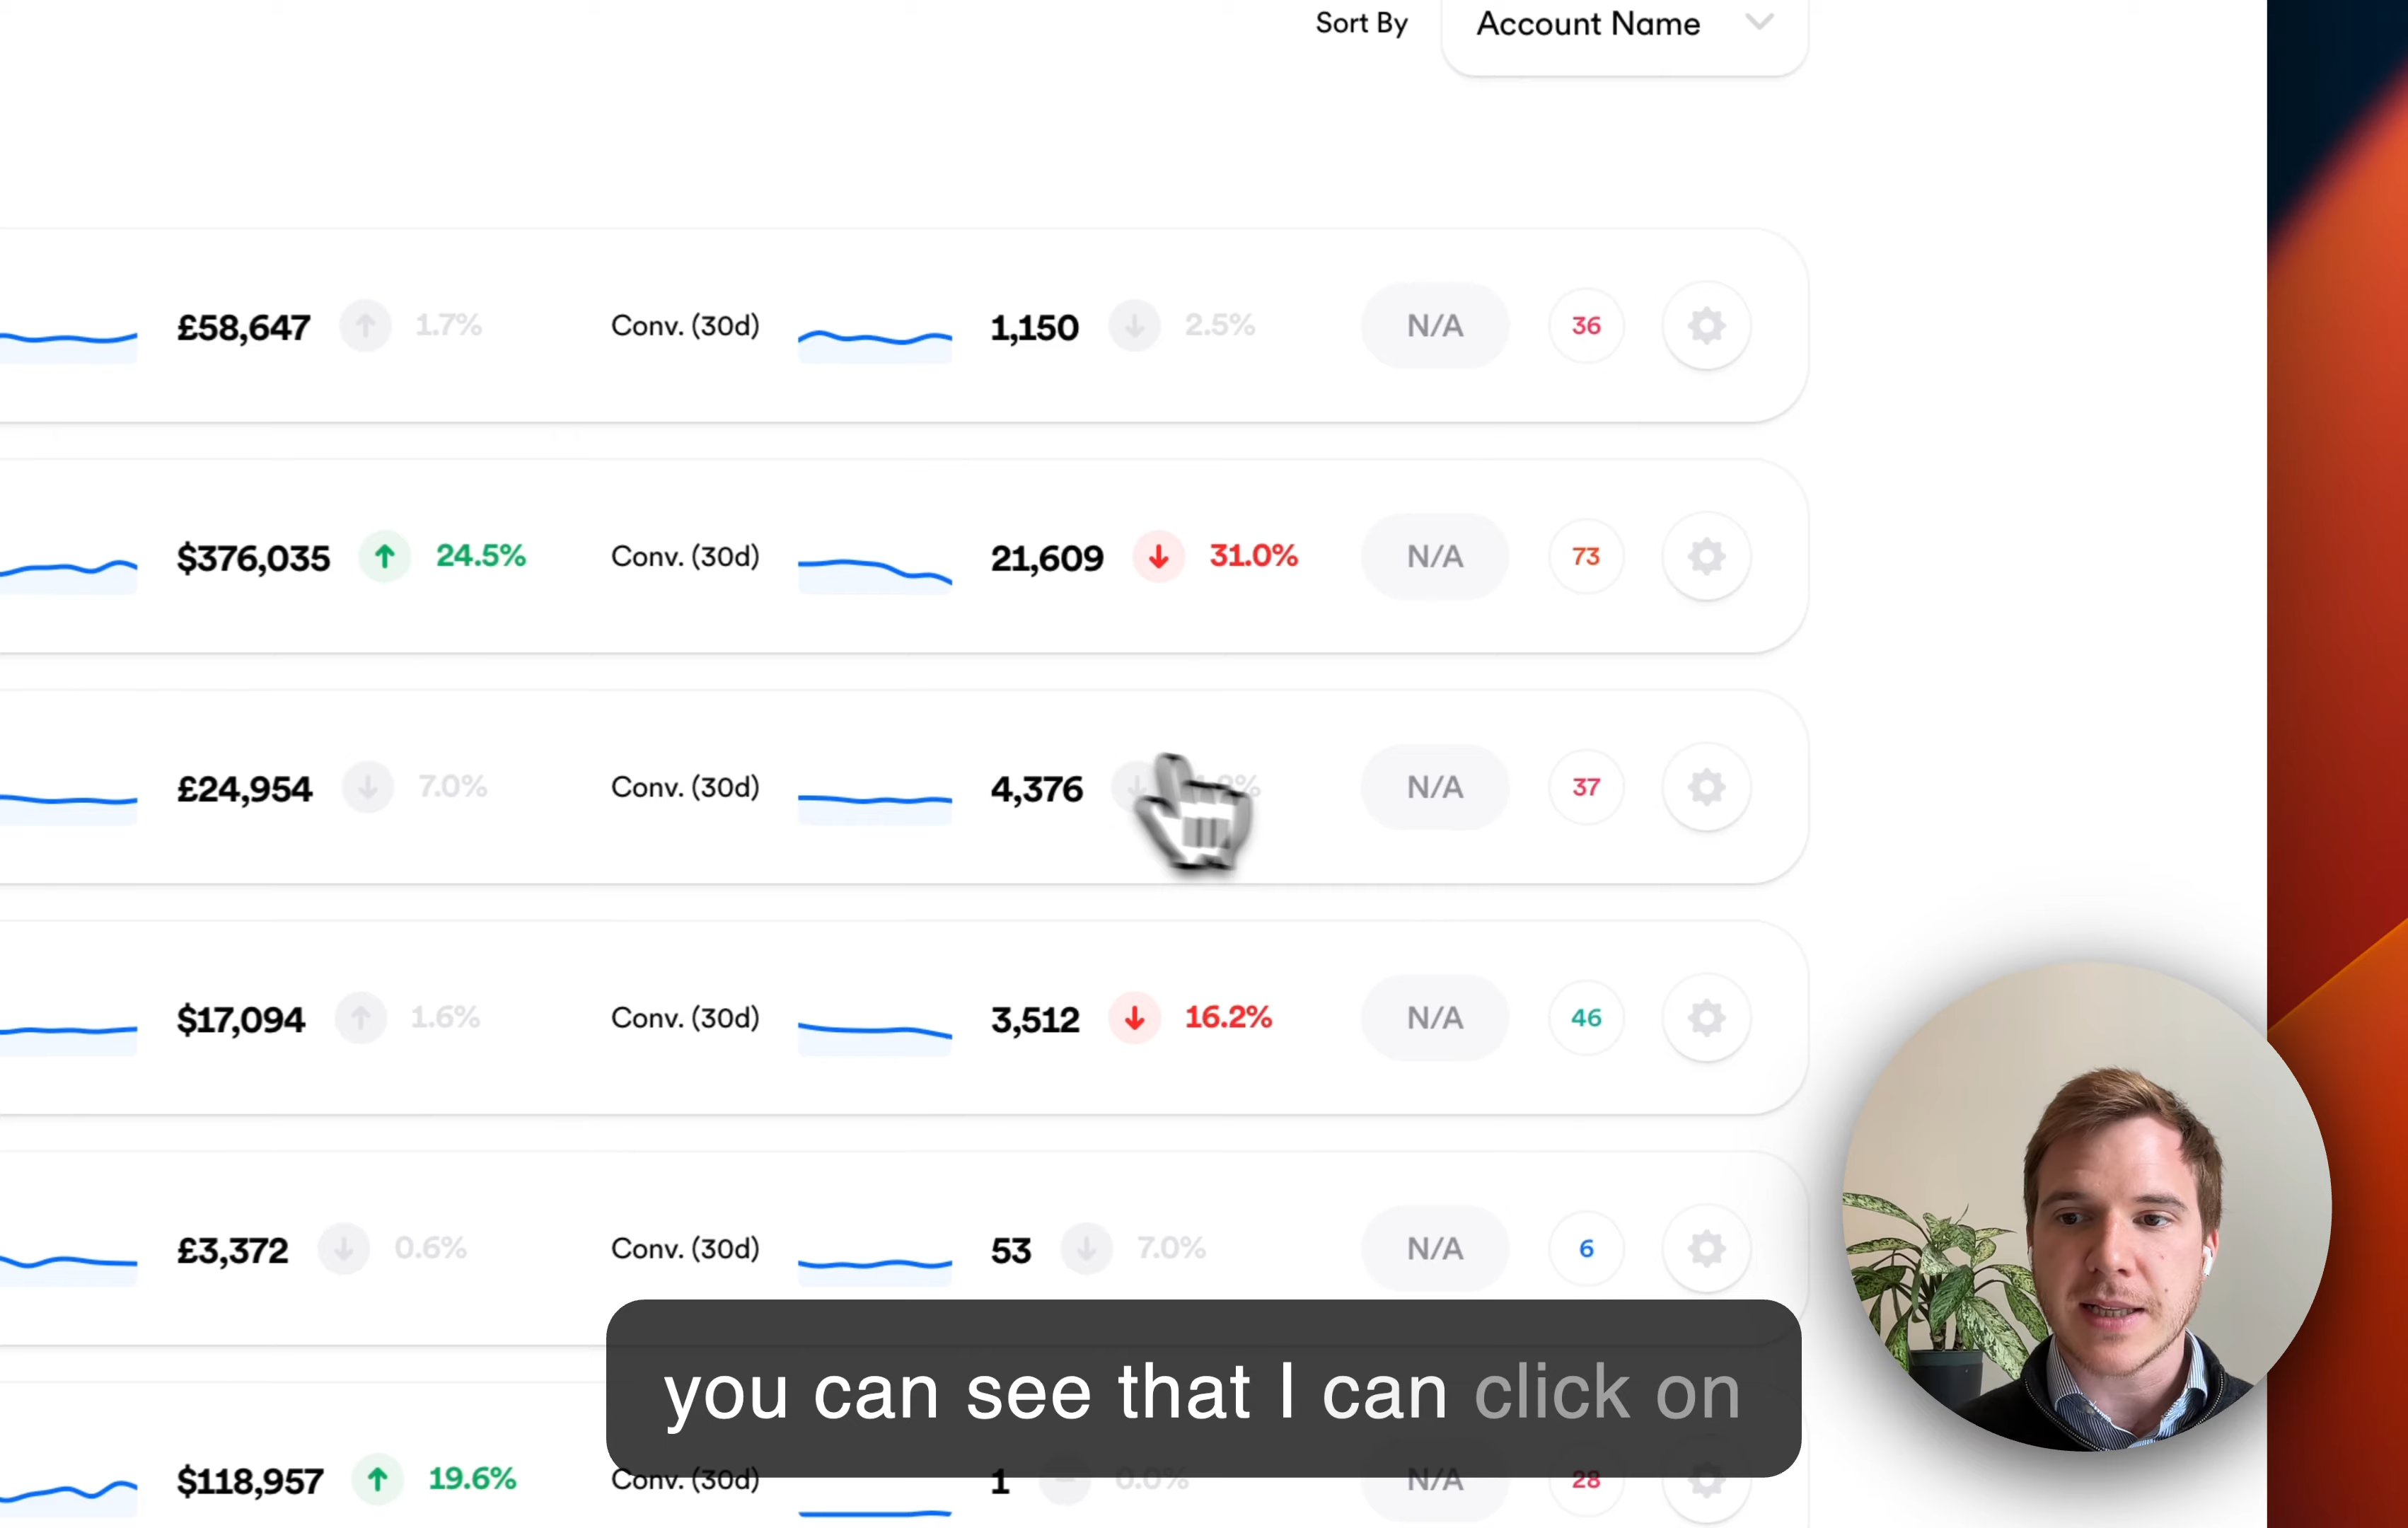 Sort By Account Name
£58,647 1.7% Conv. (30d) 1,150 2.5% N/A 36
$376,035 24.5% Conv. (30d) 21,609 31.0% N/A 73
£24,954 7.0% Conv. (30d) 4,376 N/A 37
$17,094 1.6% Conv. (30d) 3,512 16.2% N/A 46
£3,372 0.6% Conv. (30d) 53 7.0% N/A 6
you can see that I can click on
$118,957 19.6% Conv. (30d) 1 0.0% N/A 28